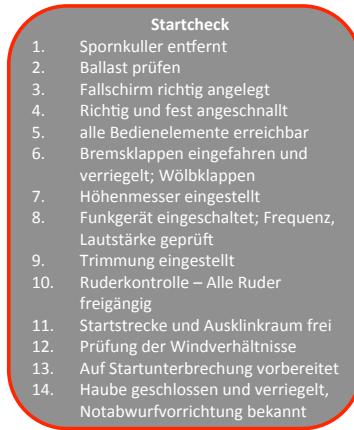 Startcheck
1. Spornkuller entfernt
2. Ballast prüfen
3. Fallschirm richtig angelegt
4. Richtig und fest angeschnallt
5. alle Bedienelemente erreichbar
6. Bremsklappen eingefahren und
verriegelt; Wölbklappen
7. Höhenmesser eingestellt
8. Funkgerät eingeschaltet; Frequenz,
Lautstärke geprüft
9. Trimmung eingestellt
10. Ruderkontrolle – Alle Ruder
freigängig
11. Startstrecke und Ausklinkraum frei
12. Prüfung der Windverhältnisse
13. Auf Startunterbrechung vorbereitet
14. Haube geschlossen und verriegelt,
Notabwurfvorrichtung bekannt